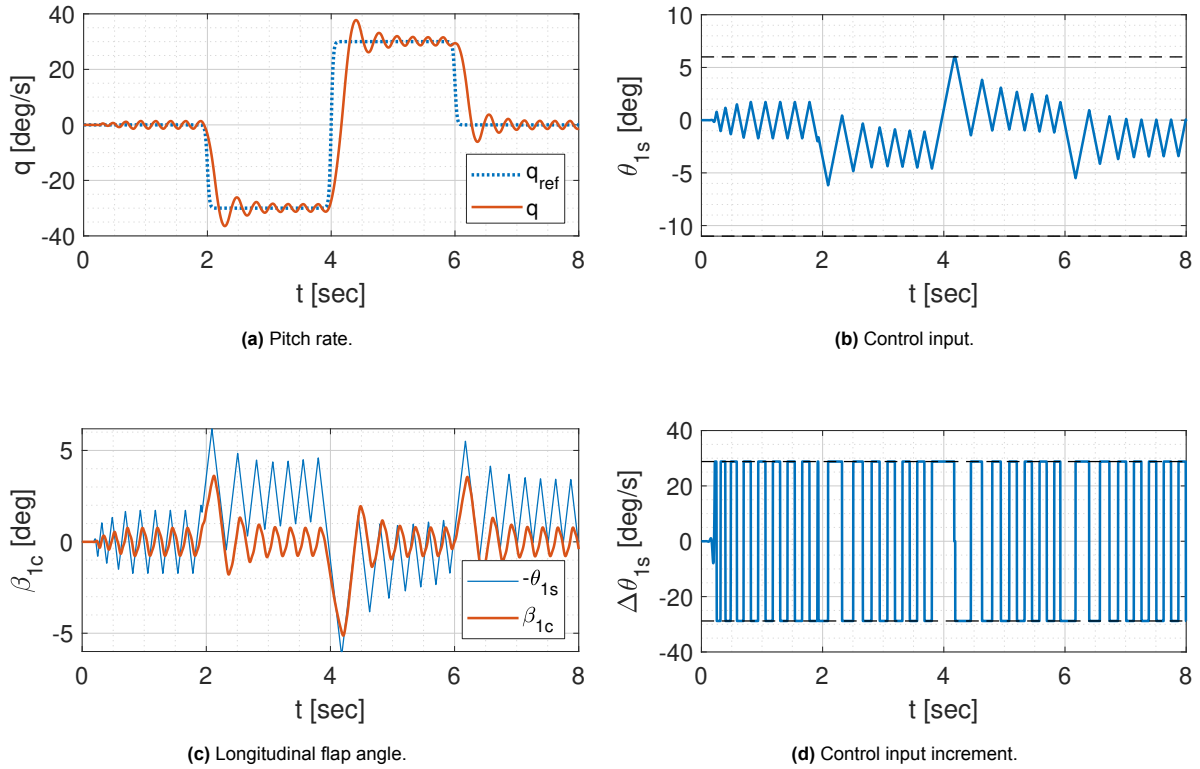 40
20
0
-20
-40
q [deg/s]
0 2 4 6 8
t [sec]
q_ref
q
(a) Pitch rate.
10
5
0
-5
-10
θ_1s [deg]
0 2 4 6 8
t [sec]
(b) Control input.
5
0
-5
β_1c [deg]
0 2 4 6 8
t [sec]
-θ_1s
β_1c
(c) Longitudinal flap angle.
40
20
0
-20
-40
Δθ_1s [deg/s]
0 2 4 6 8
t [sec]
(d) Control input increment.